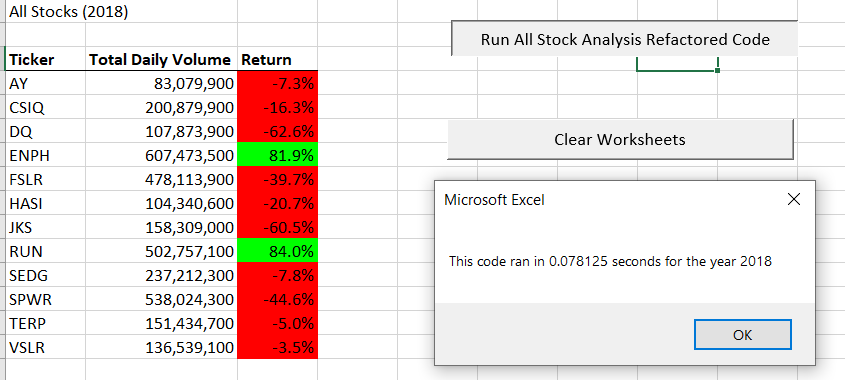 All Stocks (2018)
Run All Stock Analysis Refactored Code
Ticker Total Daily Volume Return
AY 83,079,900 -7.3%
CSIQ 200,879,900 -16.3%
DQ 107,873,900 -62.6%
ENPH 607,473,500 81.9%
FSLR 478,113,900 -39.7%
HASI 104,340,600 -20.7%
JKS 158,309,000 -60.5%
RUN 502,757,100 84.0%
SEDG 237,212,300 -7.8%
SPWR 538,024,300 -44.6%
TERP 151,434,700 -5.0%
VSLR 136,539,100 -3.5%
Clear Worksheets
Microsoft Excel
This code ran in 0.078125 seconds for the year 2018
OK